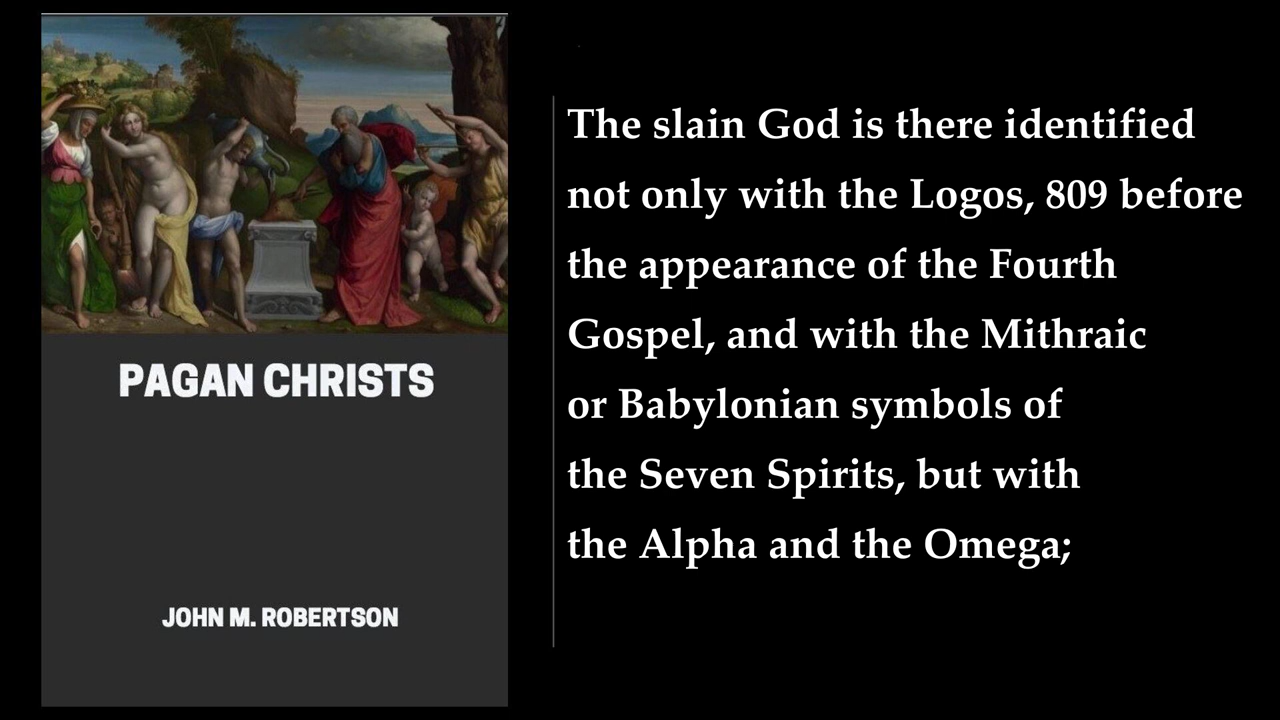 PAGAN CHRISTS
JOHN M. ROBERTSON
The slain God is there identified
not only with the Logos, 809 before
the appearance of the Fourth
Gospel, and with the Mithraic
or Babylonian symbols of
the Seven Spirits, but with
the Alpha and the Omega;